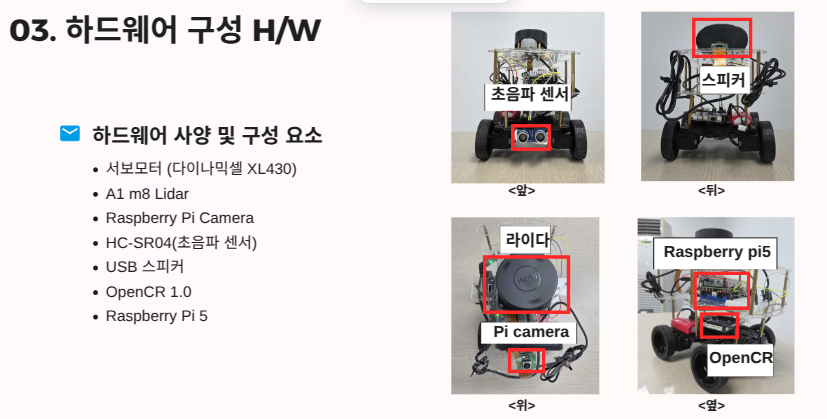 03. 하드웨어 구성 H/W
하드웨어 사양 및 구성 요소
• 서보모터 (다이나믹셀 XL430)
• A1 m8 Lidar
• Raspberry Pi Camera
• HC-SR04(초음파 센서)
• USB 스피커
• OpenCR 1.0
• Raspberry Pi 5
초음파 센서
<앞>
스피커
<뒤>
라이다
Pi camera
<위>
Raspberry pi5
OpenCR
<옆>